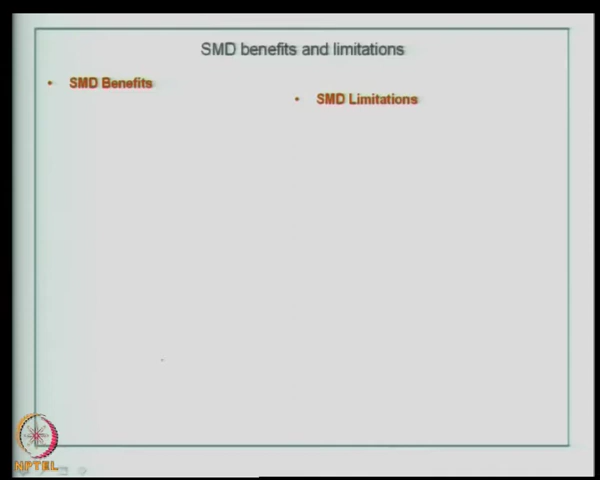 SMD benefits and limitations
• SMD Benefits
• SMD Limitations
NPTEL